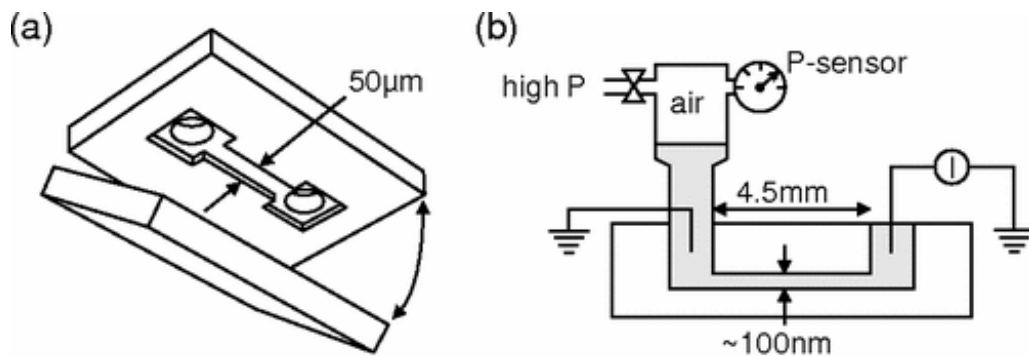 (a)
50μm
(b)
high P
air
P-sensor
I
4.5mm
~100nm